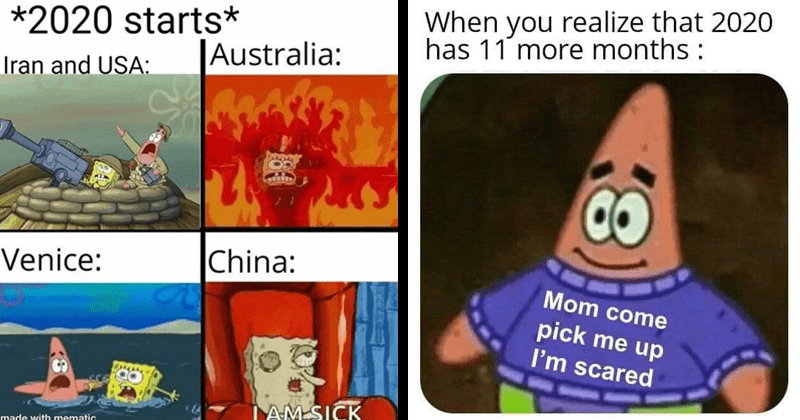 *2020 starts*
Iran and USA:
Australia:
Venice:
China:
made with mematic
I AM SICK
When you realize that 2020
has 11 more months :
Mom come
pick me up
I'm scared